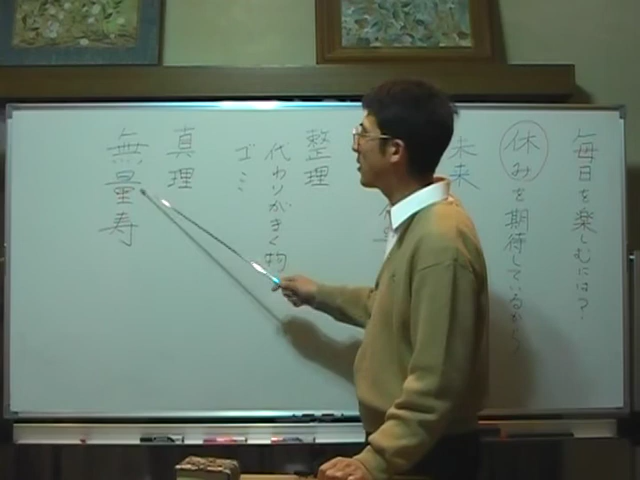 毎日を楽しむには?
休みを期待しているから
未来
整理
代わりがきく物
ゴミ
真理
無量寿